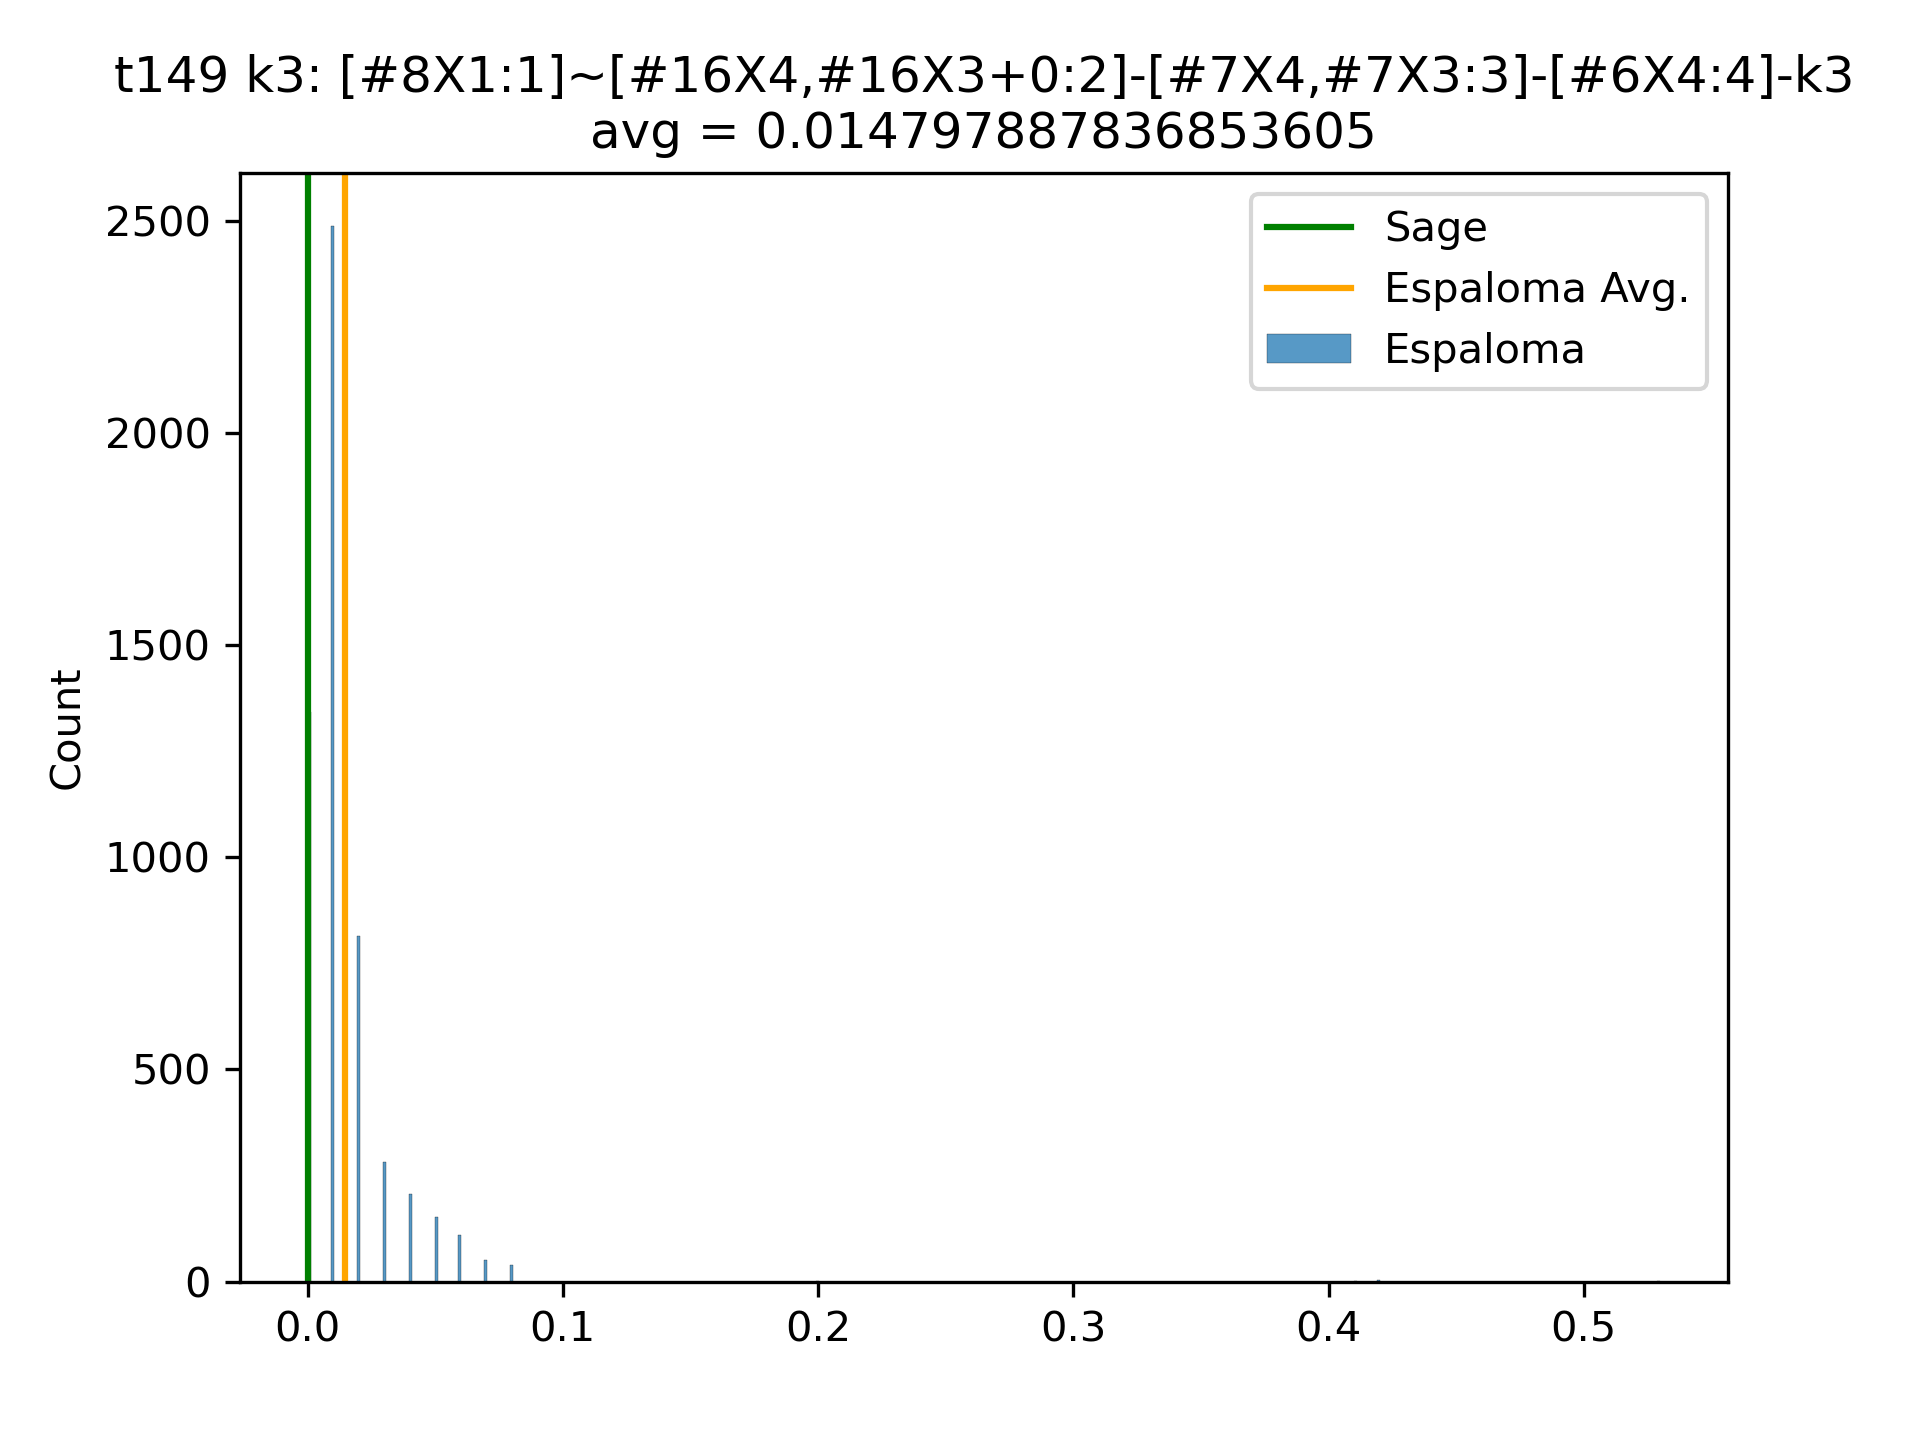 t149 k3: [#8X1:1]~[#16X4,#16X3+0:2]-[#7X4,#7X3:3]-[#6X4:4]-k3
avg = 0.014797887836853605
Sage
Espaloma Avg.
Espaloma
Count
2500
2000
1500
1000
500
0
0.0 0.1 0.2 0.3 0.4 0.5